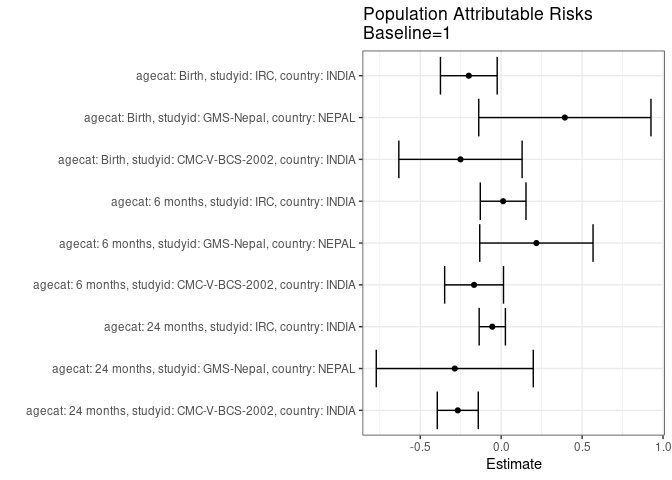 Population Attributable Risks
Baseline=1
agecat: Birth, studyid: IRC, country: INDIA
agecat: Birth, studyid: GMS-Nepal, country: NEPAL
agecat: Birth, studyid: CMC-V-BCS-2002, country: INDIA
agecat: 6 months, studyid: IRC, country: INDIA
agecat: 6 months, studyid: GMS-Nepal, country: NEPAL
agecat: 6 months, studyid: CMC-V-BCS-2002, country: INDIA
agecat: 24 months, studyid: IRC, country: INDIA
agecat: 24 months, studyid: GMS-Nepal, country: NEPAL
agecat: 24 months, studyid: CMC-V-BCS-2002, country: INDIA
-0.5 0.0 0.5 1.0
Estimate